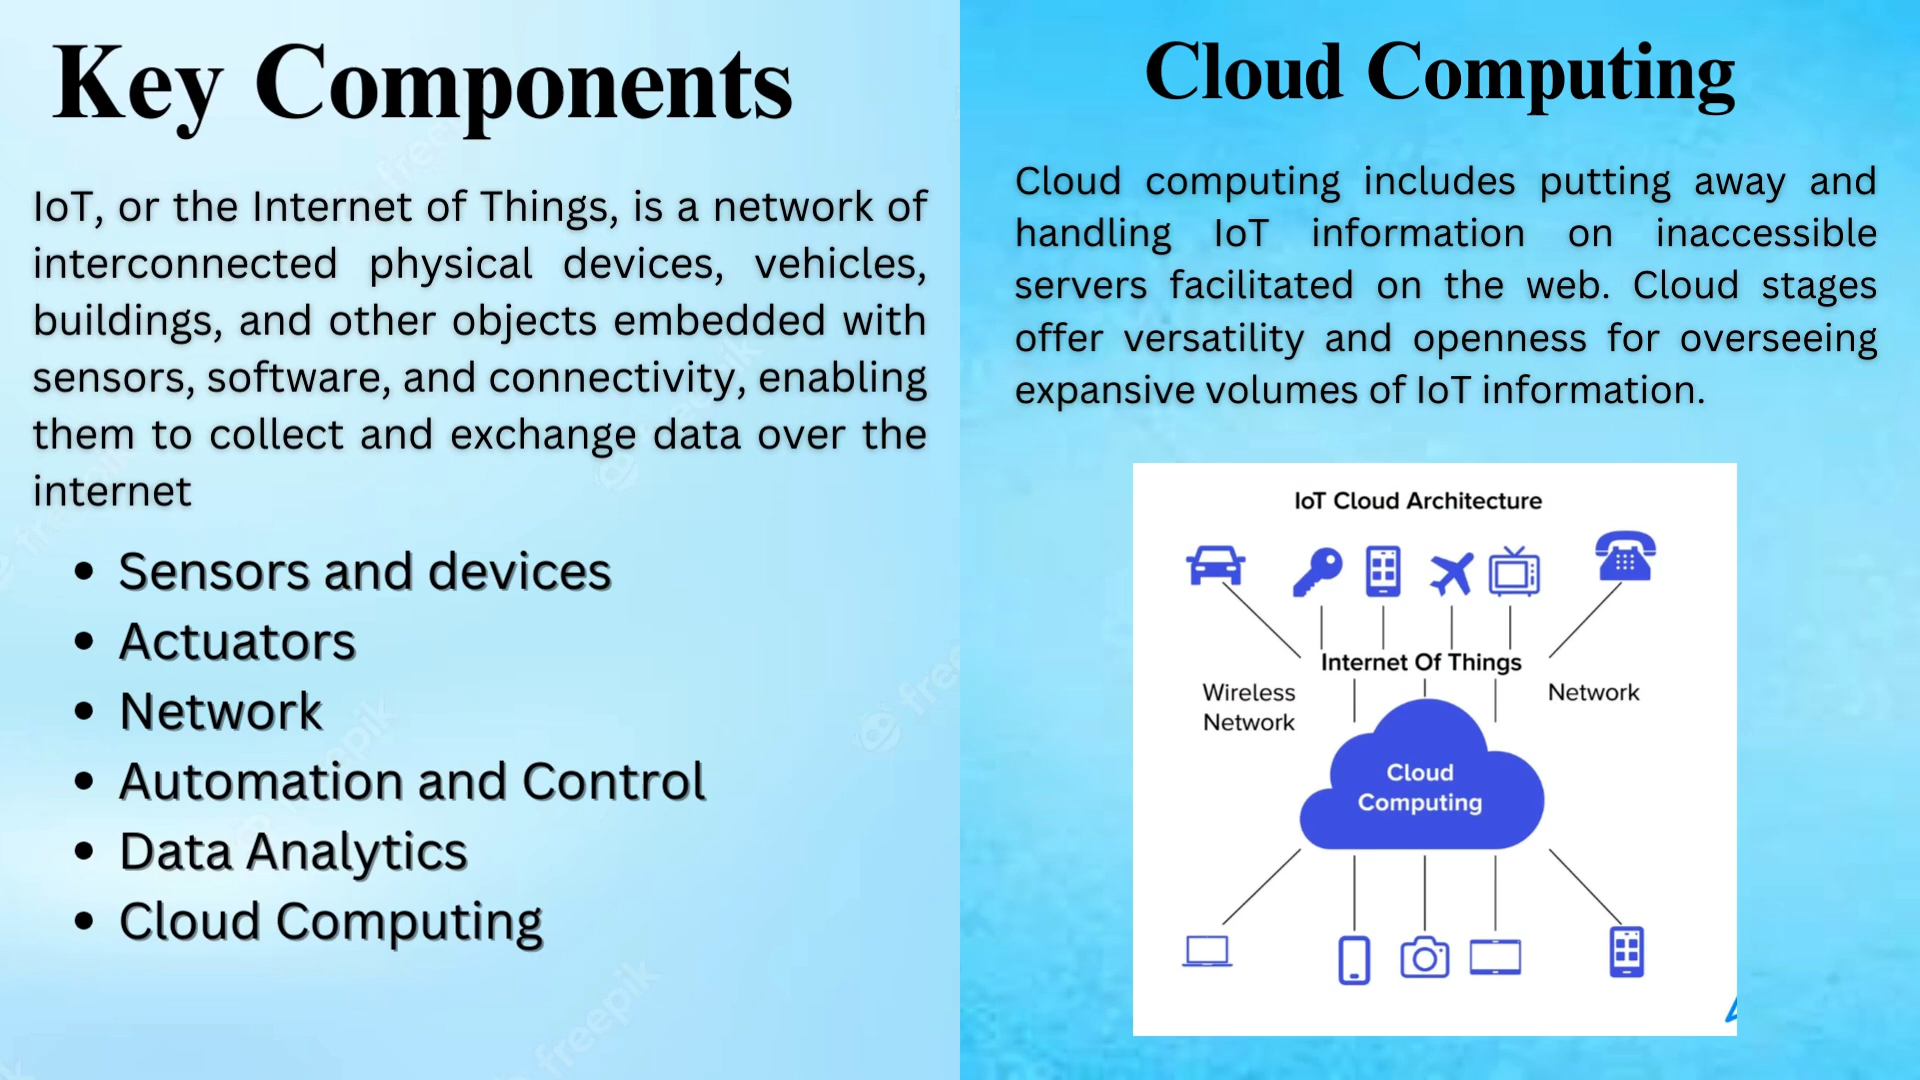 Key Components
IoT, or the Internet of Things, is a network of
interconnected physical devices, vehicles,
buildings, and other objects embedded with
sensors, software, and connectivity, enabling
them to collect and exchange data over the
internet
• Sensors and devices
• Actuators
• Network
• Automation and Control
• Data Analytics
• Cloud Computing
Cloud Computing
Cloud computing includes putting away and
handling IoT information on inaccessible
servers facilitated on the web. Cloud stages
offer versatility and openness for overseeing
expansive volumes of IoT information.
IoT Cloud Architecture
Internet Of Things
Wireless
Network
Network
Cloud
Computing
freepik
freepik
freepik
freepik